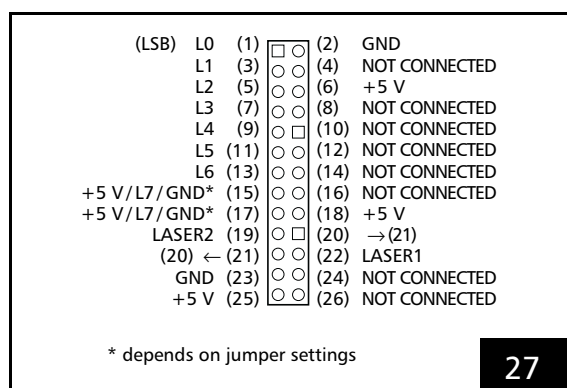 (LSB) L0 (1) (2) GND
L1 (3) (4) NOT CONNECTED
L2 (5) (6) +5 V
L3 (7) (8) NOT CONNECTED
L4 (9) (10) NOT CONNECTED
L5 (11) (12) NOT CONNECTED
L6 (13) (14) NOT CONNECTED
+5 V/L7/GND* (15) (16) NOT CONNECTED
+5 V/L7/GND* (17) (18) +5 V
LASER2 (19) (20) →(21)
(20) ← (21) (22) LASER1
GND (23) (24) NOT CONNECTED
+5 V (25) (26) NOT CONNECTED
* depends on jumper settings
27